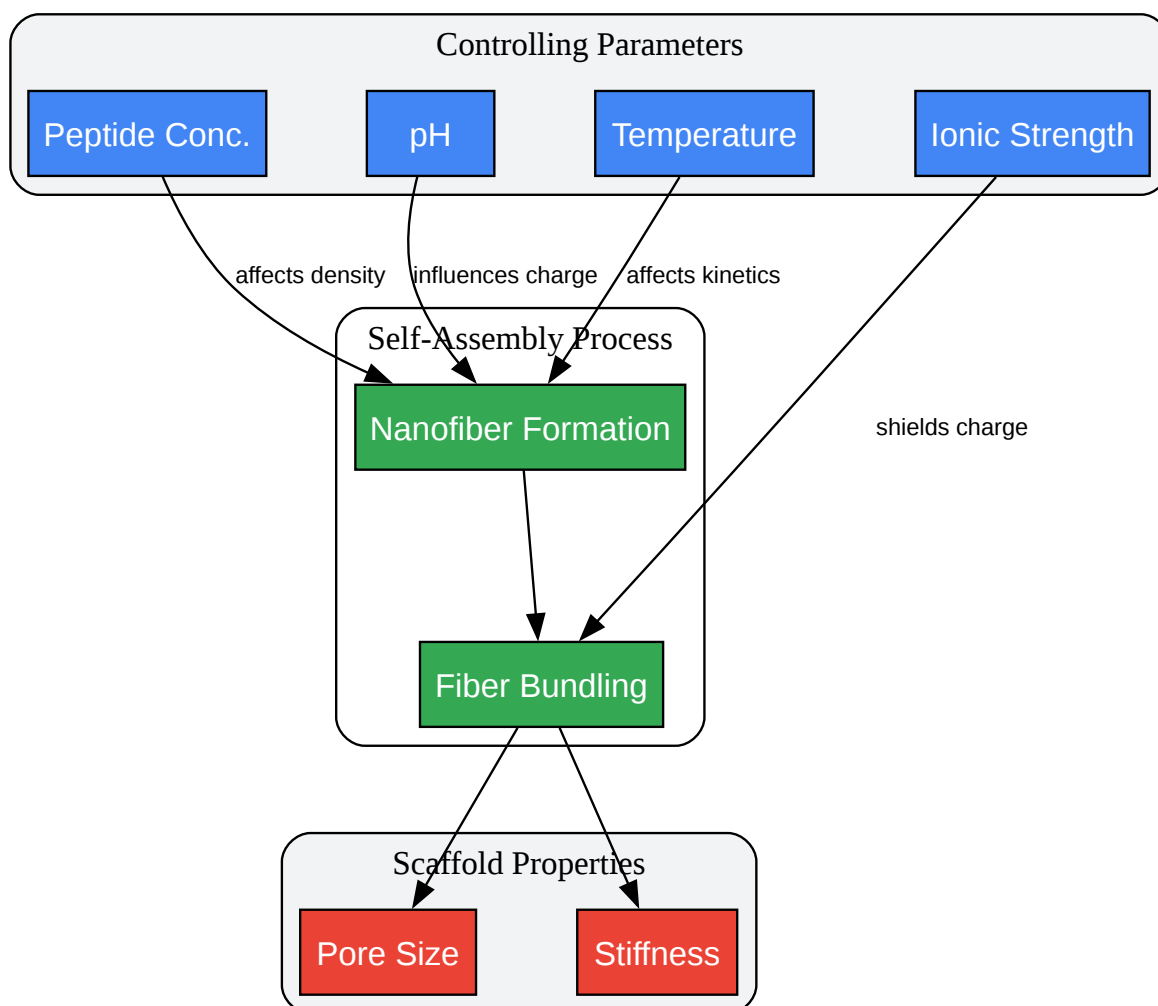 Controlling Parameters
Peptide Conc.
pH
Temperature
Ionic Strength
affects density
influences charge
affects kinetics
Self-Assembly Process
Nanofiber Formation
shields charge
Fiber Bundling
Scaffold Properties
Pore Size
Stiffness